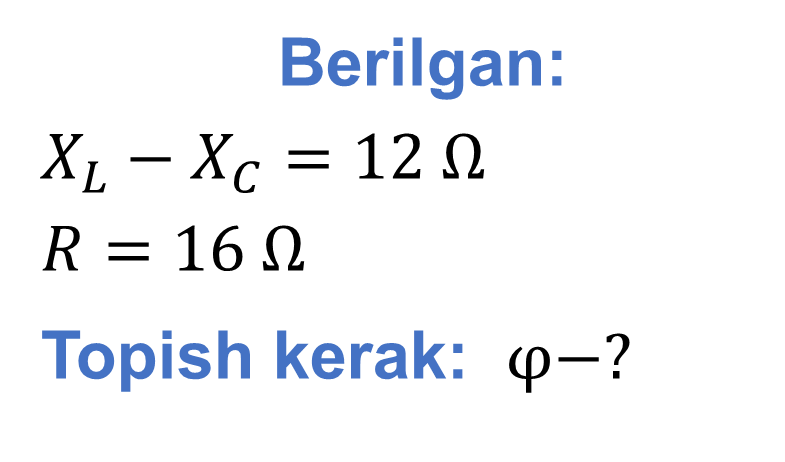 Berilgan:
X_L − X_C = 12 Ω
R = 16 Ω
Topish kerak: φ−?